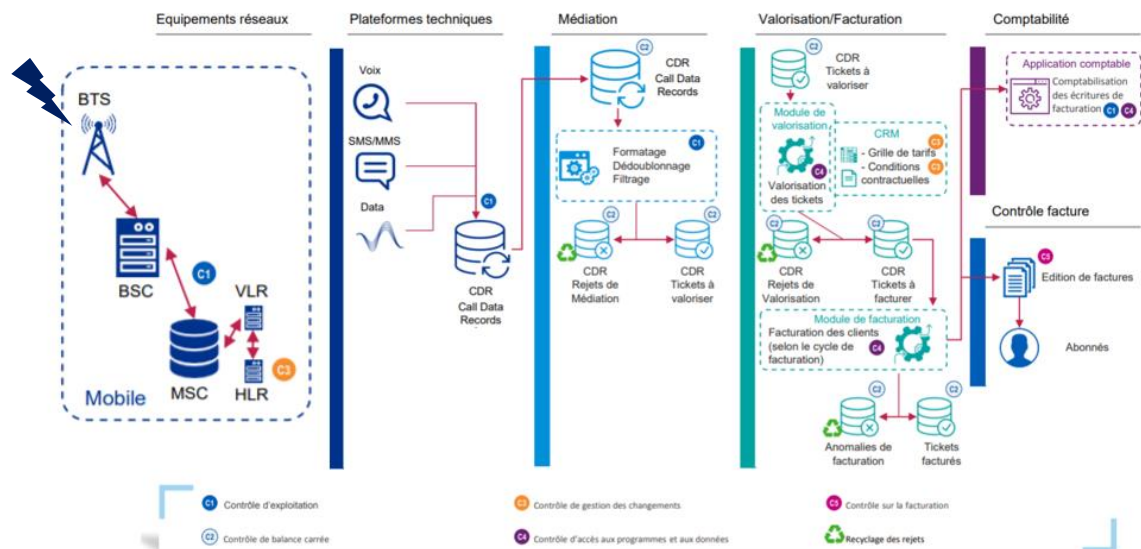 Equipements réseaux
Plateformes techniques
Médiation
Valorisation/Facturation
Comptabilité
BTS
BSC
C1
VLR
MSC
HLR
C3
Mobile
Voix
SMS/MMS
Data
C1
CDR
Call Data
Records
C2
CDR
Call Data
Records
C1
Formatage
Dédoublonnage
Filtrage
C2
CDR
Rejets de
Médiation
C2
CDR
Tickets à
valoriser
C2
CDR
Tickets à
valoriser
Module de
valorisation
C4
Valorisation
des tickets
CRM
- Grille de tarifs
C3
- Conditions
contractuelles
C3
C2
CDR
Rejets de
Valorisation
C2
CDR
Tickets à
facturer
Module de facturation
Facturation des clients
(selon le cycle de
facturation)
C4
C2
Anomalies de
facturation
C2
Tickets
facturés
Application comptable
Comptabilisation
des écritures de
facturation
C1
C4
Contrôle facture
C5
Edition de factures
Abonnés
C1 Contrôle d'exploitation
C3 Contrôle de gestion des changements
C5 Contrôle sur la facturation
C2 Contrôle de balance carrée
C4 Contrôle d'accès aux programmes et aux données
Recyclage des rejets